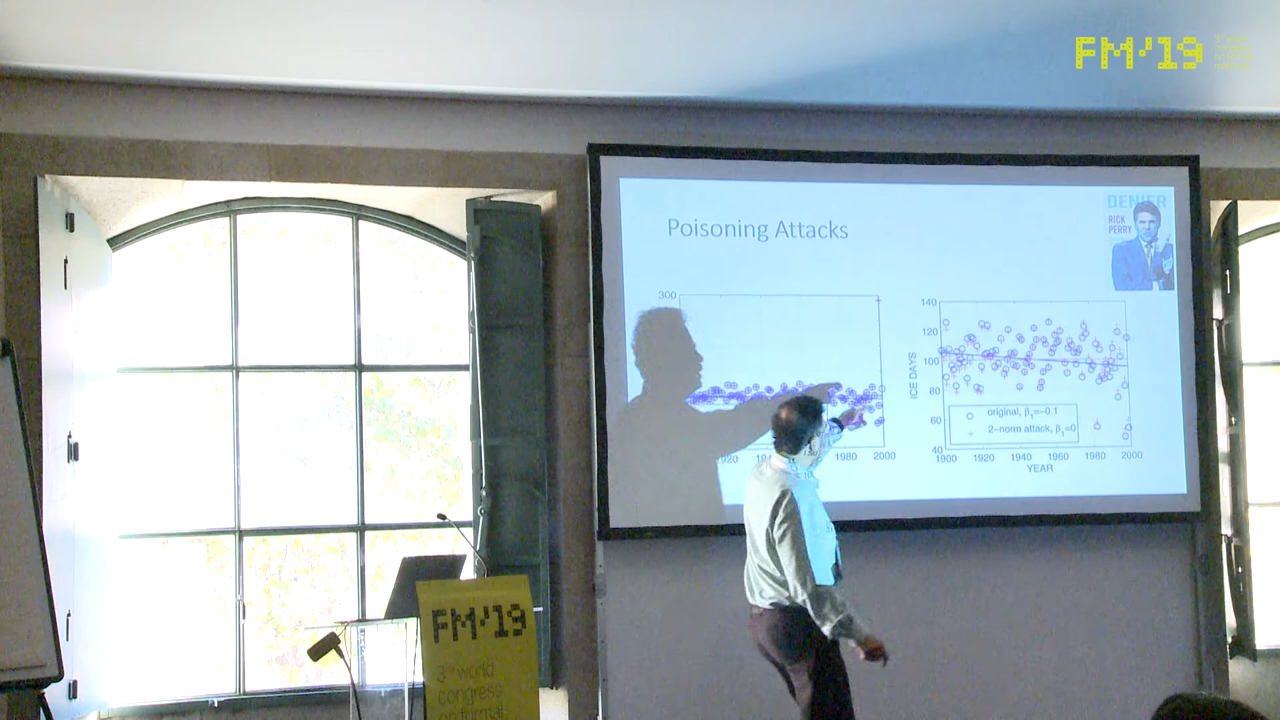 FM'19
DENIER
RICK
PERRY
Poisoning Attacks
300
1980
2000
140
120
100
80
60
40
ICE DAYS
original, β1=-0.1
2-norm attack, β1=0
1900
1920
1940
1960
1980
2000
YEAR
FM'19
3rd world
congress
on formal